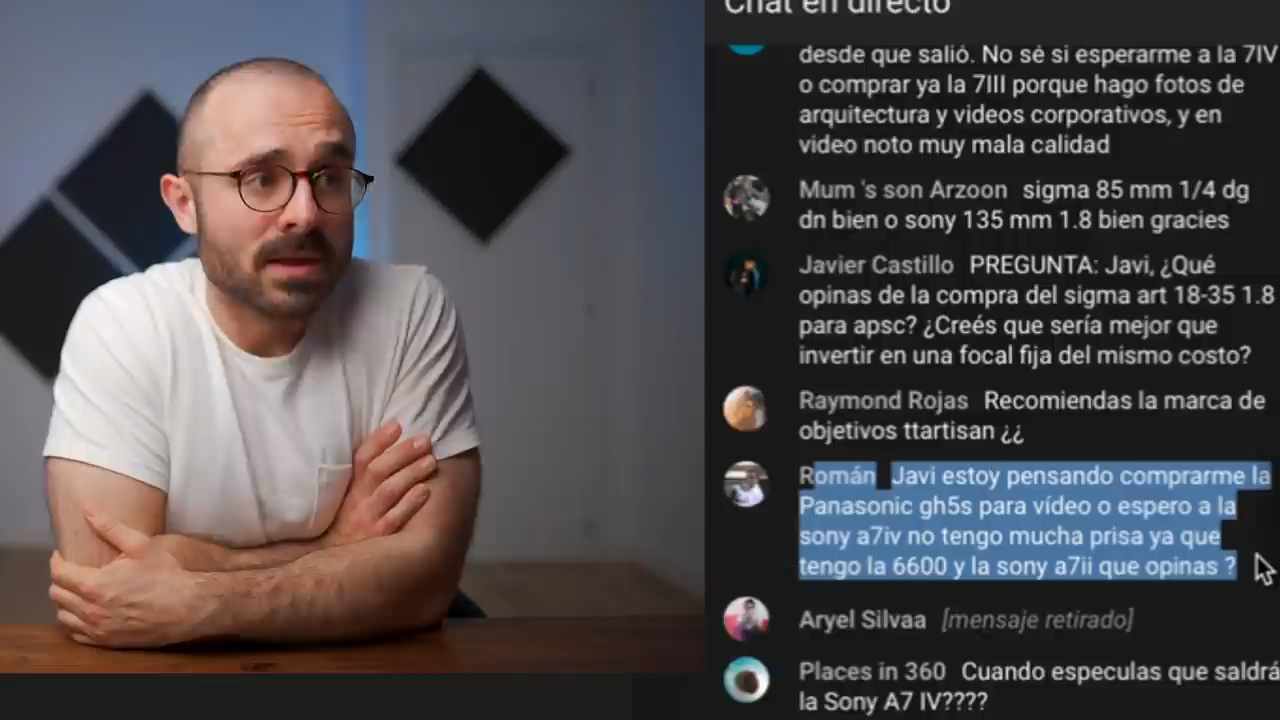 Chat en directo
desde que salió. No sé si esperarme a la 7IV
o comprar ya la 7III porque hago fotos de
arquitectura y videos corporativos, y en
video noto muy mala calidad
Mum 's son Arzoon sigma 85 mm 1/4 dg
dn bien o sony 135 mm 1.8 bien gracies
Javier Castillo PREGUNTA: Javi, ¿Qué
opinas de la compra del sigma art 18-35 1.8
para apsc? ¿Creés que sería mejor que
invertir en una focal fija del mismo costo?
Raymond Rojas Recomiendas la marca de
objetivos ttartisan ¿¿
Román Javi estoy pensando comprarme la
Panasonic gh5s para vídeo o espero a la
sony a7iv no tengo mucha prisa ya que
tengo la 6600 y la sony a7ii que opinas ?
Aryel Silvaa [mensaje retirado]
Places in 360 Cuando especulas que saldrá
la Sony A7 IV????